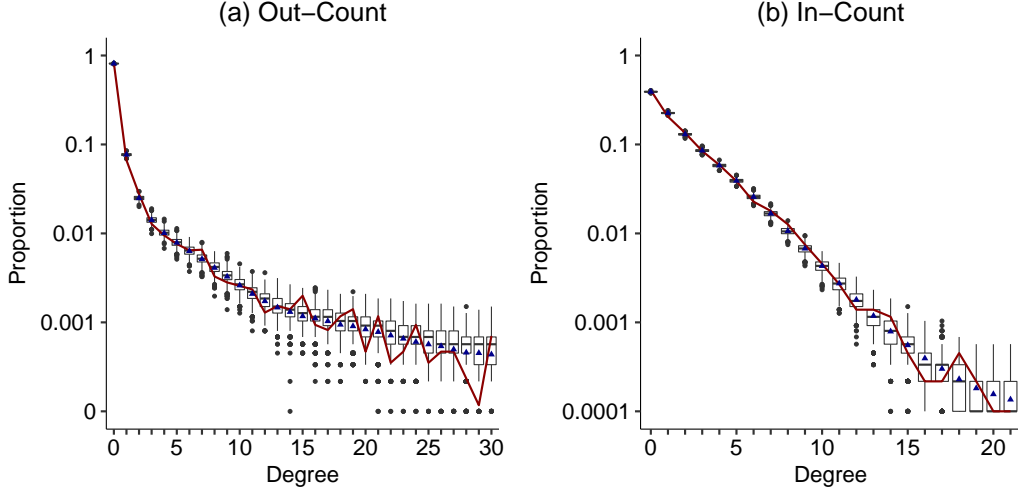 (a) Out−Count
1
0.1
0.01
0.001
0
Proportion
0 5 10 15 20 25 30
Degree
(b) In−Count
1
0.1
0.01
0.001
0.0001
Proportion
0 5 10 15 20
Degree